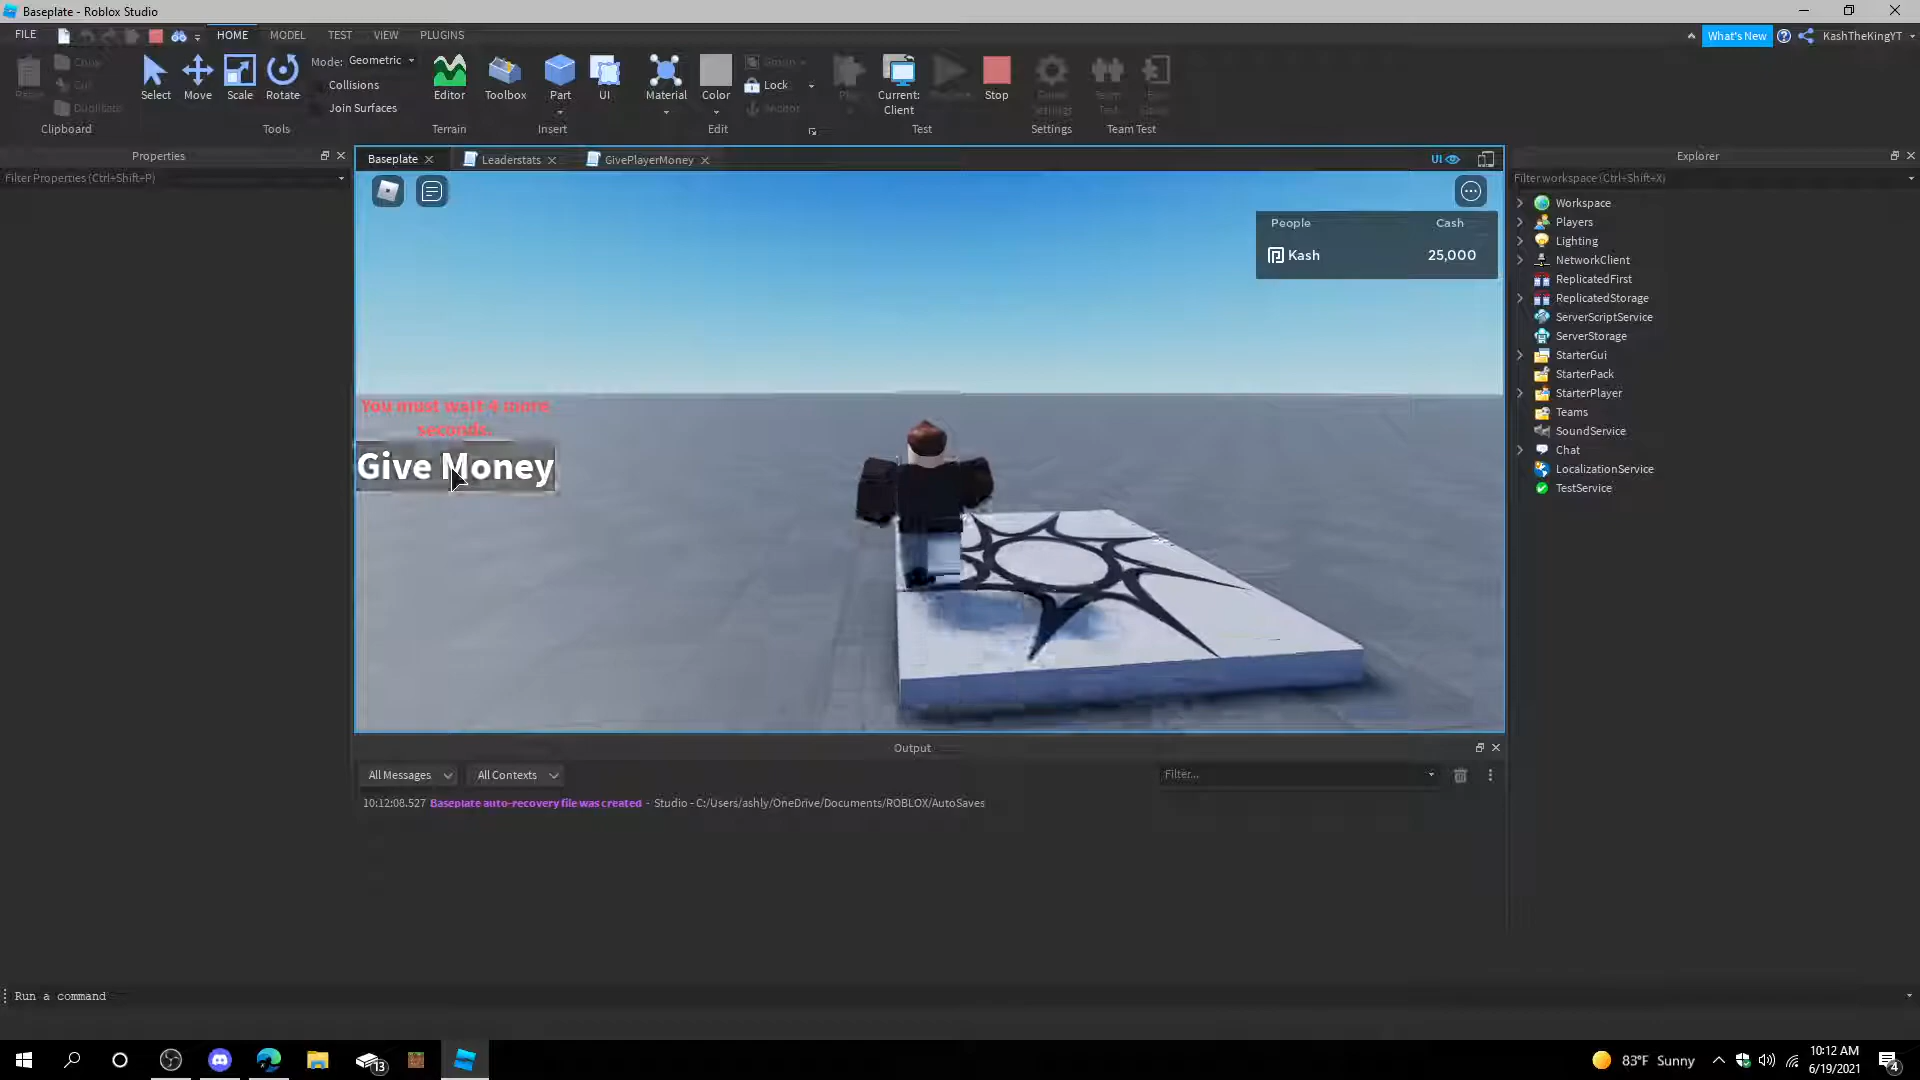 Baseplate - Roblox Studio
FILE
HOME
MODEL
TEST
VIEW
PLUGINS
What's New
KashTheKingYT
Select
Move
Scale
Rotate
Mode: Geometric
Collisions
Join Surfaces
Editor
Toolbox
Part
UI
Material
Color
Group
Lock
Anchor
Current:
Client
Stop
Duplicate
Clipboard
Tools
Terrain
Insert
Edit
Test
Settings
Team Test
Properties
Filter Properties (Ctrl+Shift+P)
Baseplate
Leaderstats
GivePlayerMoney
UI
People Cash
Kash 25,000
You must wait 4 more
seconds.
Give Money
Explorer
Filter workspace (Ctrl+Shift+X)
Workspace
Players
Lighting
NetworkClient
ReplicatedFirst
ReplicatedStorage
ServerScriptService
ServerStorage
StarterGui
StarterPack
StarterPlayer
Teams
SoundService
Chat
LocalizationService
TestService
Output
All Messages
All Contexts
Filter...
10:12:08.527 Baseplate auto-recovery file was created - Studio - C:/Users/ashly/OneDrive/Documents/ROBLOX/AutoSaves
Run a command
13
83°F Sunny
10:12 AM
6/19/2021
4